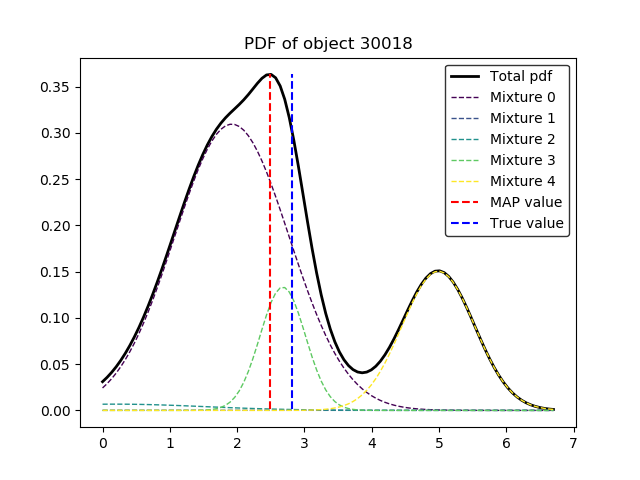 PDF of object 30018
0.35
0.30
0.25
0.20
0.15
0.10
0.05
0.00
0 1 2 3 4 5 6 7
Total pdf
Mixture 0
Mixture 1
Mixture 2
Mixture 3
Mixture 4
MAP value
True value